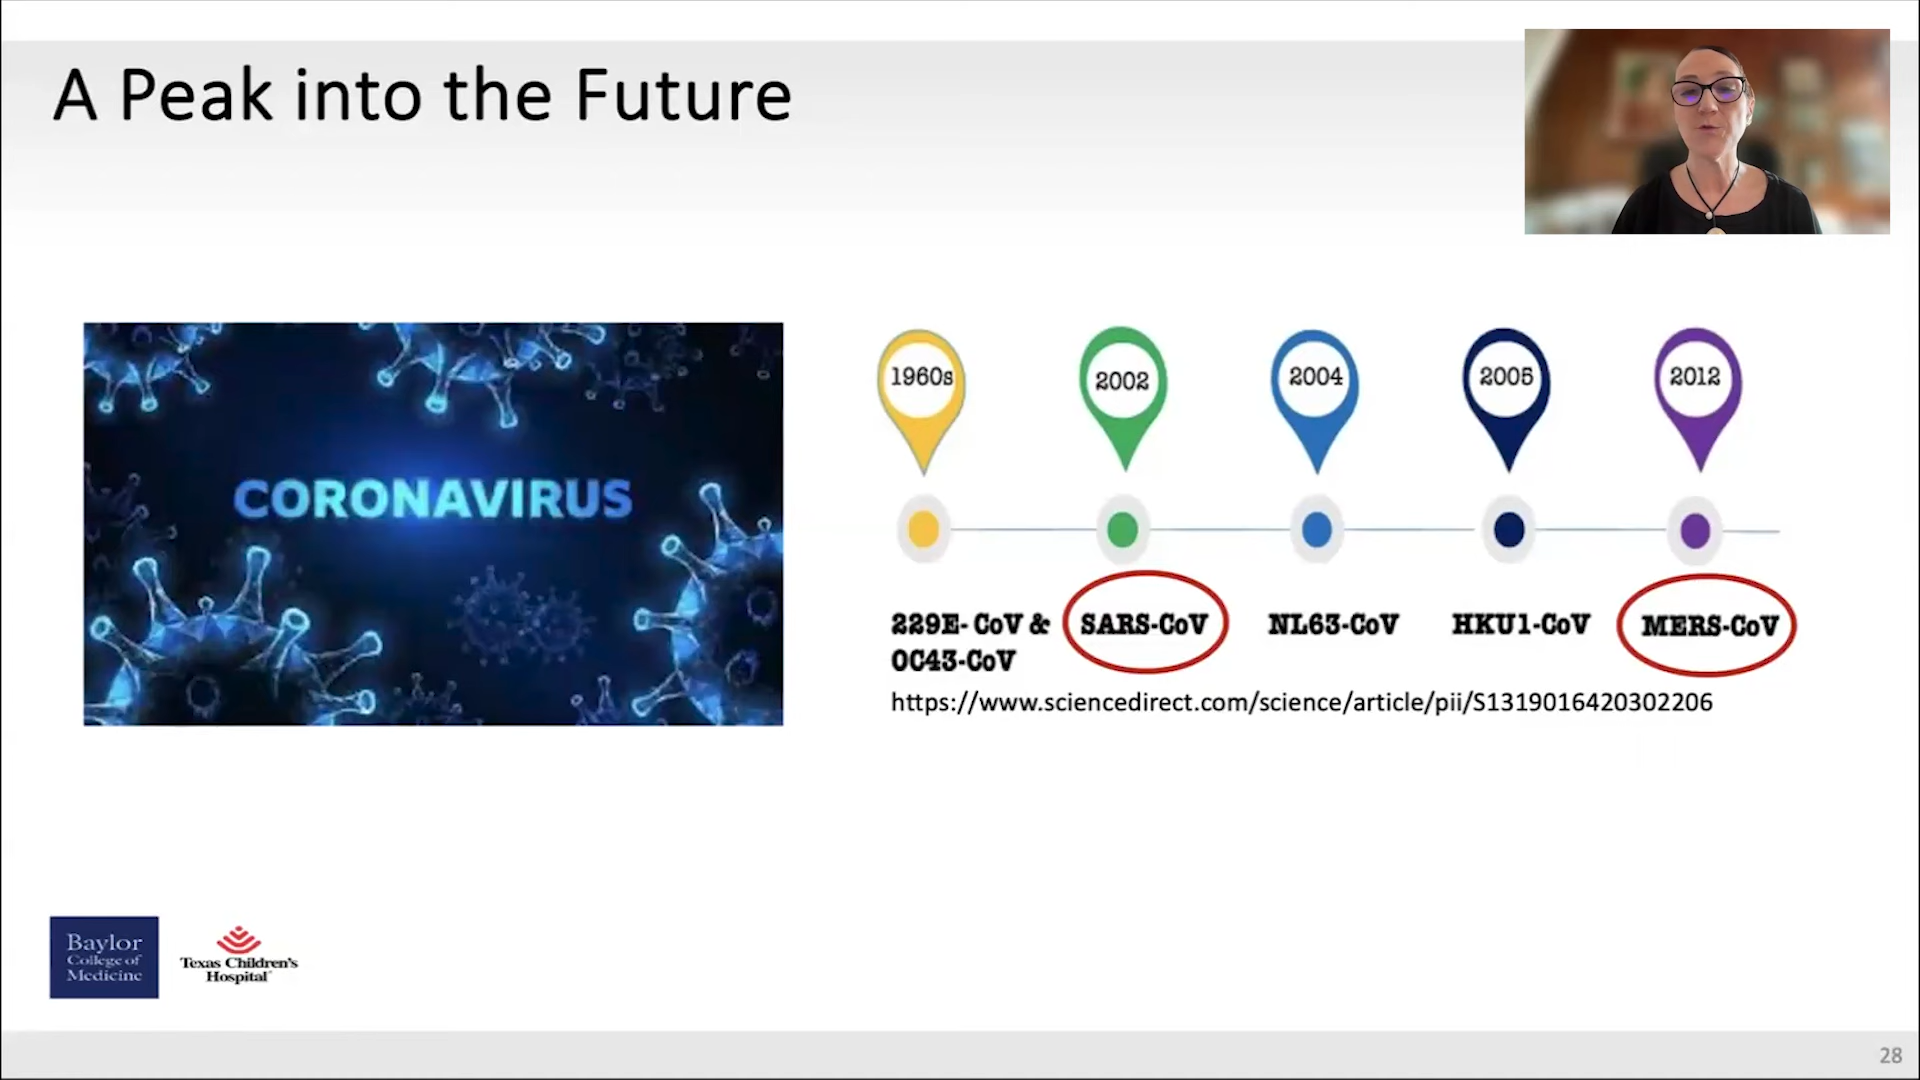 A Peak into the Future
CORONAVIRUS
1960s
2002
2004
2005
2012
229E- CoV &
OC43-CoV
SARS-CoV
NL63-CoV
HKU1-CoV
MERS-CoV
https://www.sciencedirect.com/science/article/pii/S1319016420302206
Baylor
College of
Medicine
Texas Children's
Hospital
28